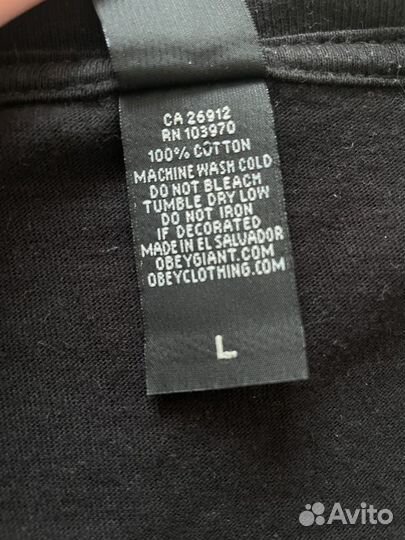 CA 26912
RN 103970
100% COTTON
MACHINE WASH COLD
DO NOT BLEACH
TUMBLE DRY LOW
DO NOT IRON
IF DECORATED
MADE IN EL SALVADOR
OBEYGIANT.COM
OBEYCLOTHING.COM
L
Avito